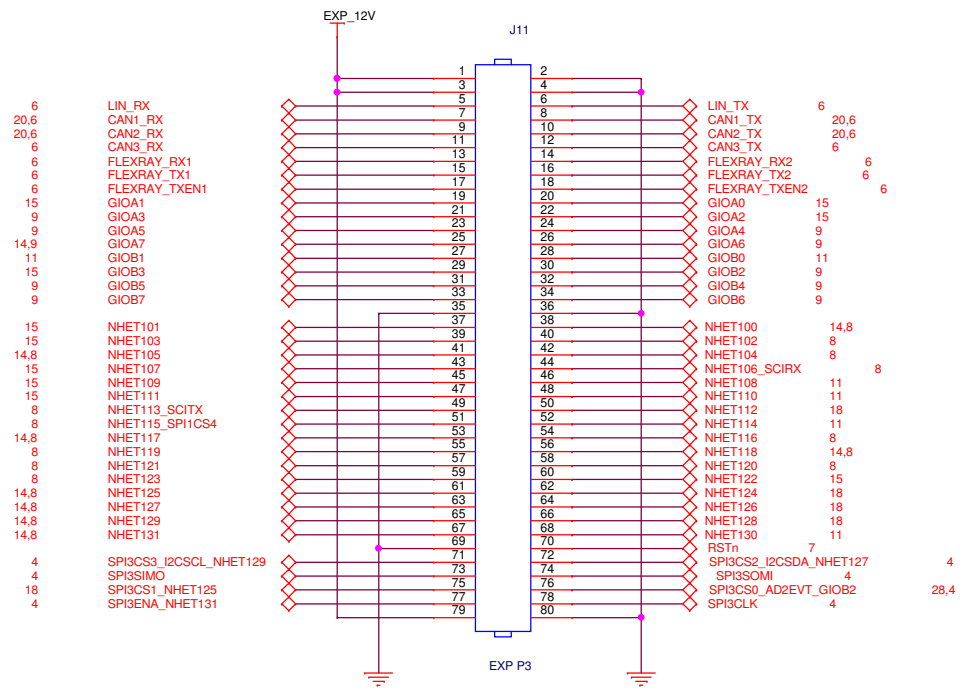 EXP_12V
J11
1 2
3 4
6 LIN_RX 5 6 LIN_TX 6
20,6 CAN1_RX 7 8 CAN1_TX 20,6
20,6 CAN2_RX 9 10 CAN2_TX 20,6
6 CAN3_RX 11 12 CAN3_TX 6
6 FLEXRAY_RX1 13 14 FLEXRAY_RX2 6
6 FLEXRAY_TX1 15 16 FLEXRAY_TX2 6
6 FLEXRAY_TXEN1 17 18 FLEXRAY_TXEN2 6
15 GIOA1 19 20 GIOA0 15
9 GIOA3 21 22 GIOA2 15
9 GIOA5 23 24 GIOA4 9
14,9 GIOA7 25 26 GIOA6 9
11 GIOB1 27 28 GIOB0 11
15 GIOB3 29 30 GIOB2 9
9 GIOB5 31 32 GIOB4 9
9 GIOB7 33 34 GIOB6 9
35 36
15 NHET101 37 38 NHET100 14,8
15 NHET103 39 40 NHET102 8
14,8 NHET105 41 42 NHET104 8
15 NHET107 43 44 NHET106_SCIRX 8
15 NHET109 45 46 NHET108 11
15 NHET111 47 48 NHET110 11
8 NHET113_SCITX 49 50 NHET112 18
8 NHET115_SPI1CS4 51 52 NHET114 11
14,8 NHET117 53 54 NHET116 8
8 NHET119 55 56 NHET118 14,8
8 NHET121 57 58 NHET120 8
8 NHET123 59 60 NHET122 15
14,8 NHET125 61 62 NHET124 18
14,8 NHET127 63 64 NHET126 18
14,8 NHET129 65 66 NHET128 18
14,8 NHET131 67 68 NHET130 11
69 70 RSTn 7
4 SPI3CS3_I2CSCL_NHET129 71 72 SPI3CS2_I2CSDA_NHET127 4
4 SPI3SIMO 73 74 SPI3SOMI 4
18 SPI3CS1_NHET125 75 76 SPI3CS0_AD2EVT_GIOB2 28,4
4 SPI3ENA_NHET131 77 78 SPI3CLK 4
79 80
EXP P3